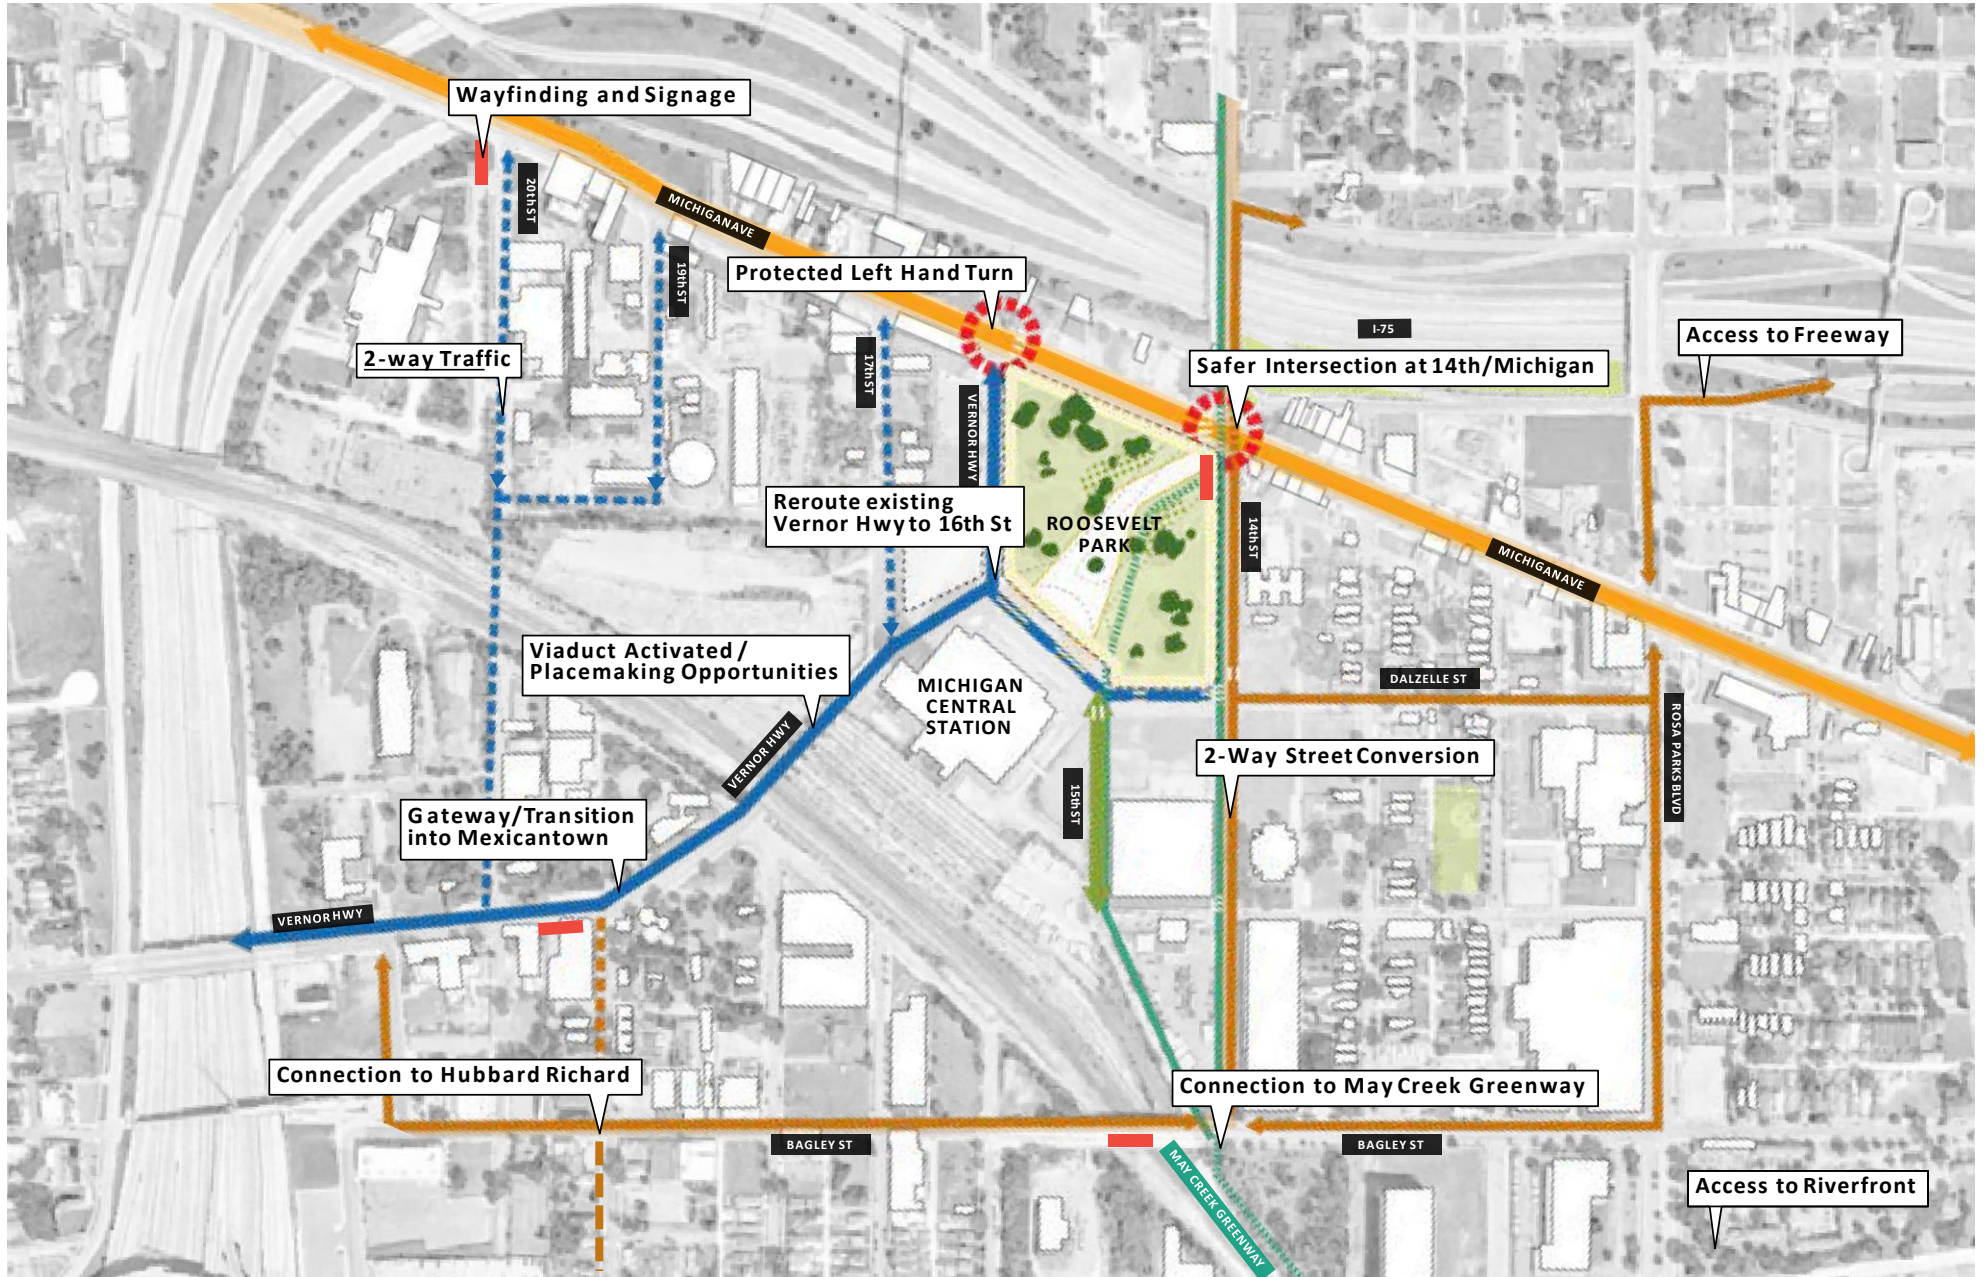 Wayfinding and Signage
20th ST
MICHIGAN AVE
19th ST
Protected Left Hand Turn
I-75
Access to Freeway
2-way Traffic
17th ST
Safer Intersection at 14th/Michigan
VERNOR HWY
Reroute existing
Vernor Hwy to 16th St
ROOSEVELT
PARK
14th ST
MICHIGAN AVE
Viaduct Activated /
Placemaking Opportunities
MICHIGAN
CENTRAL
STATION
DALZELLE ST
ROSA PARKS BLVD
VERNOR HWY
2-Way Street Conversion
15th ST
Gateway/Transition
into Mexicantown
VERNOR HWY
Connection to Hubbard Richard
Connection to May Creek Greenway
BAGLEY ST
BAGLEY ST
MAY CREEK GREENWAY
Access to Riverfront